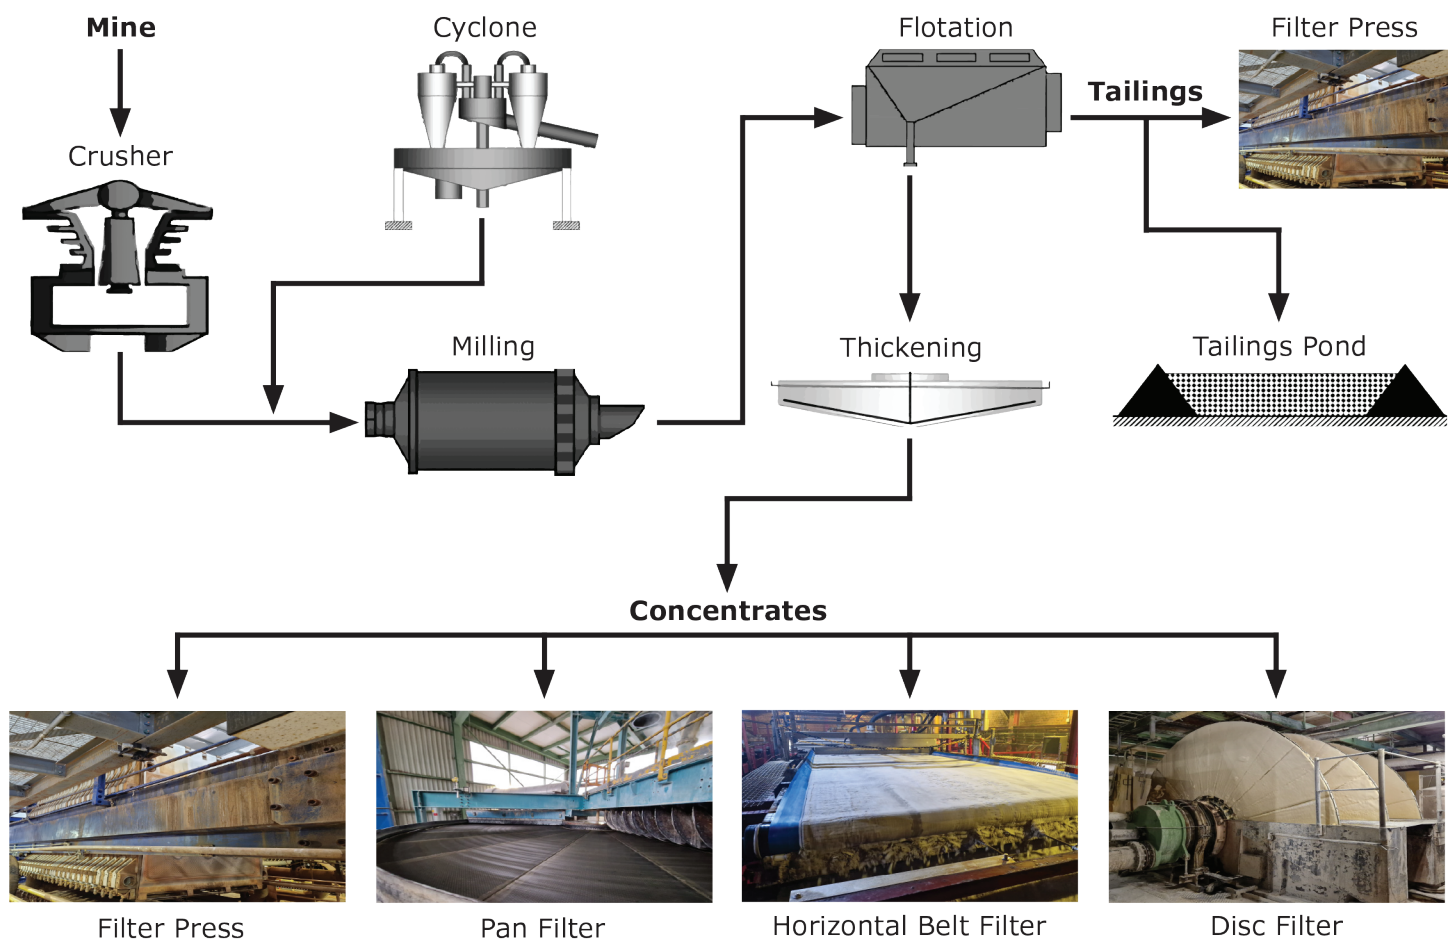 Mine
Cyclone
Flotation
Filter Press
Tailings
Crusher
Milling
Thickening
Tailings Pond
Concentrates
Filter Press
Pan Filter
Horizontal Belt Filter
Disc Filter